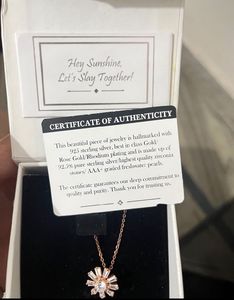 Hey Sunshine,
Let's Slay Together!
CERTIFICATE OF AUTHENTICITY
This beautiful piece of jewelry is hallmarked with
925 sterling silver, best in class Gold/
Rose Gold/Rhodium plating and is made up of
92.5% pure sterling silver/highest quality zirconia
stones/ AAA+ graded freshwater pearls.
The certificate guarantees our deep commitment to
quality and purity. Thank you for trusting us.